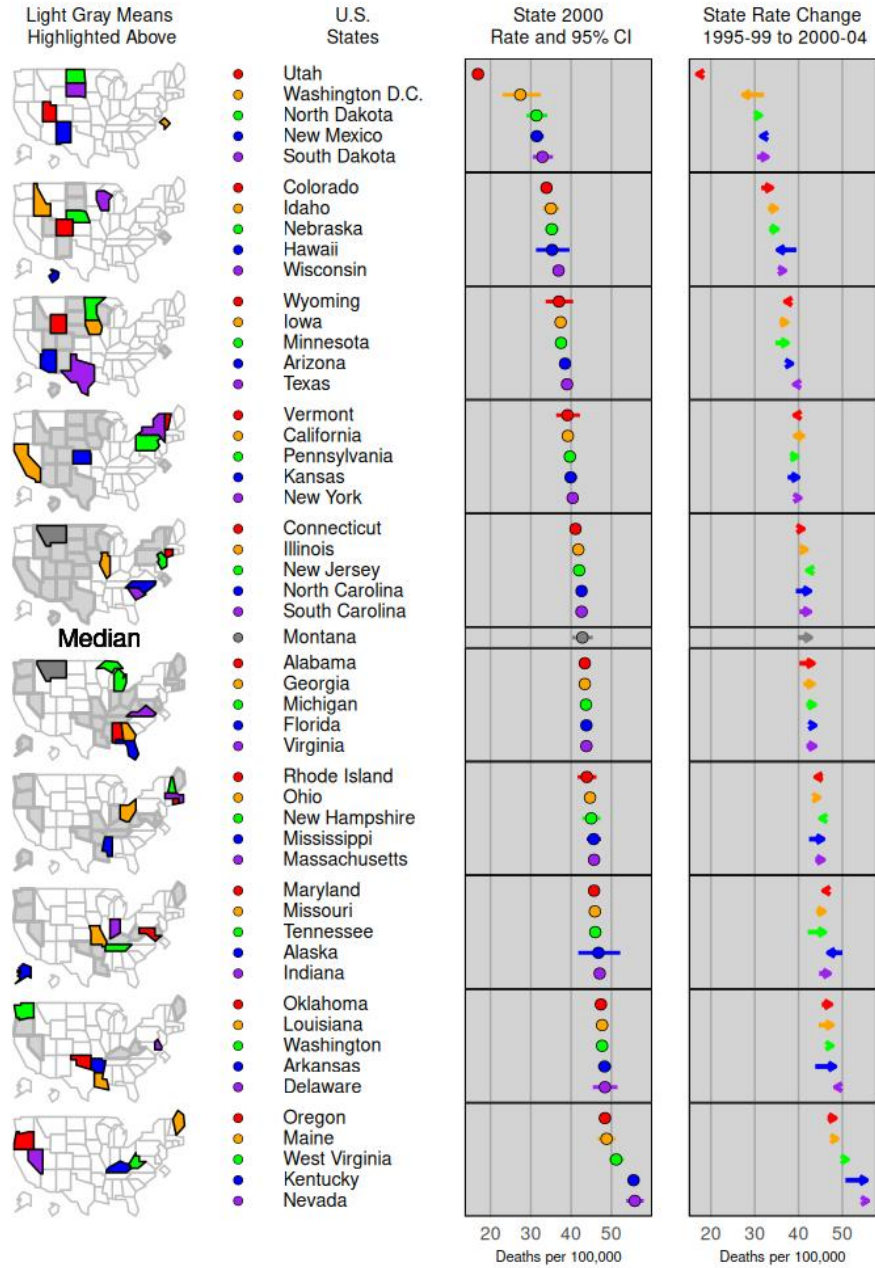 Light Gray Means
Highlighted Above
U.S.
States
State 2000
Rate and 95% CI
State Rate Change
1995-99 to 2000-04
Utah
Washington D.C.
North Dakota
New Mexico
South Dakota
Colorado
Idaho
Nebraska
Hawaii
Wisconsin
Wyoming
Iowa
Minnesota
Arizona
Texas
Vermont
California
Pennsylvania
Kansas
New York
Connecticut
Illinois
New Jersey
North Carolina
South Carolina
Median
Montana
Alabama
Georgia
Michigan
Florida
Virginia
Rhode Island
Ohio
New Hampshire
Mississippi
Massachusetts
Maryland
Missouri
Tennessee
Alaska
Indiana
Oklahoma
Louisiana
Washington
Arkansas
Delaware
Oregon
Maine
West Virginia
Kentucky
Nevada
20 30 40 50
Deaths per 100,000
20 30 40 50
Deaths per 100,000